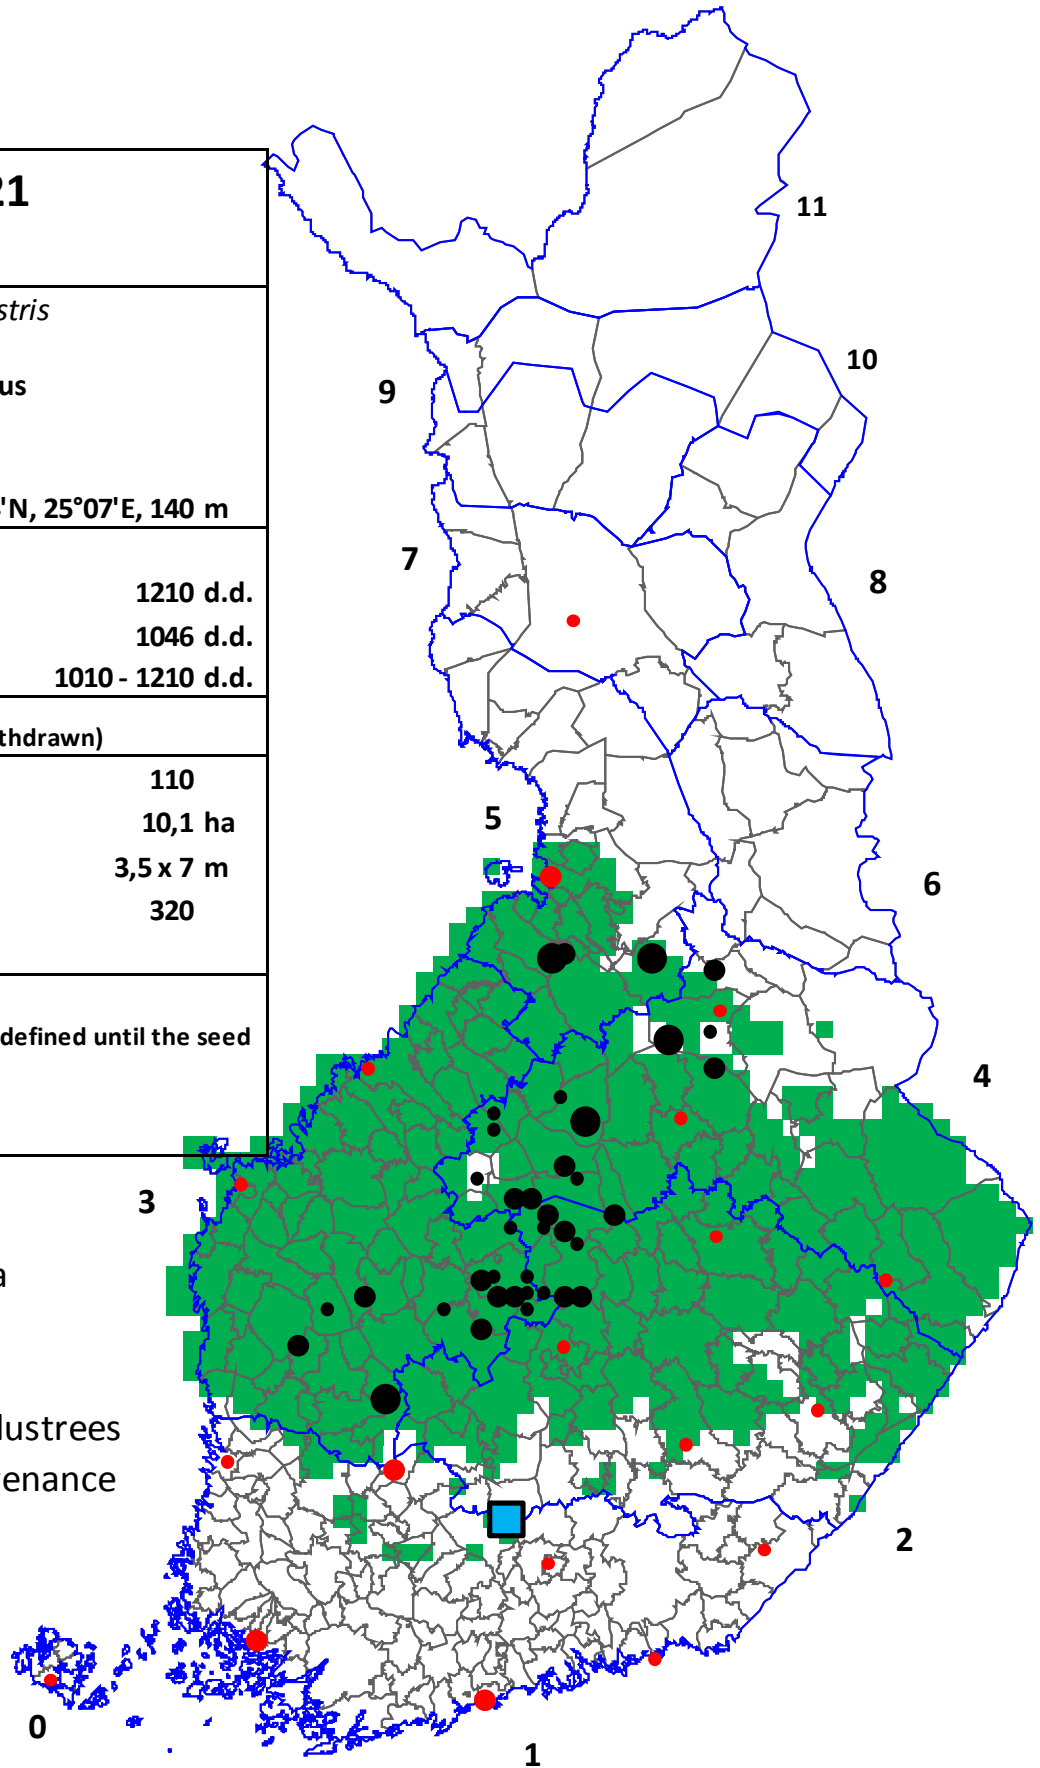 21
stris
us
'N, 25°07'E, 140 m
1210 d.d.
1046 d.d.
1010 - 1210 d.d.
thdrawn)
110
10,1 ha
3,5 x 7 m
320
defined until the seed
a
lustrees
venance
11
10
9
8
7
6
5
4
3
2
1
0